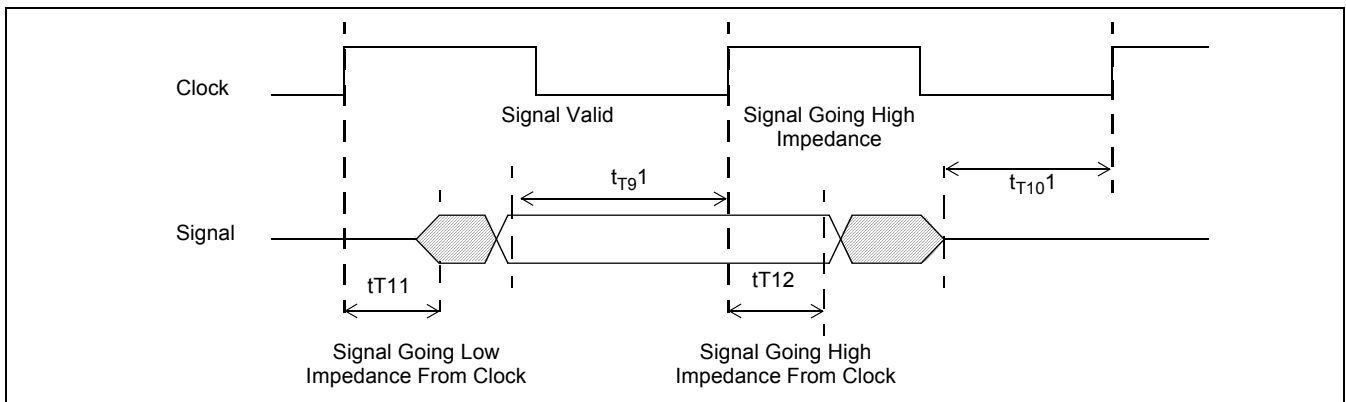 Clock
Signal Valid
Signal Going High
Impedance
tT91
tT101
Signal
tT11
tT12
Signal Going Low
Impedance From Clock
Signal Going High
Impedance From Clock